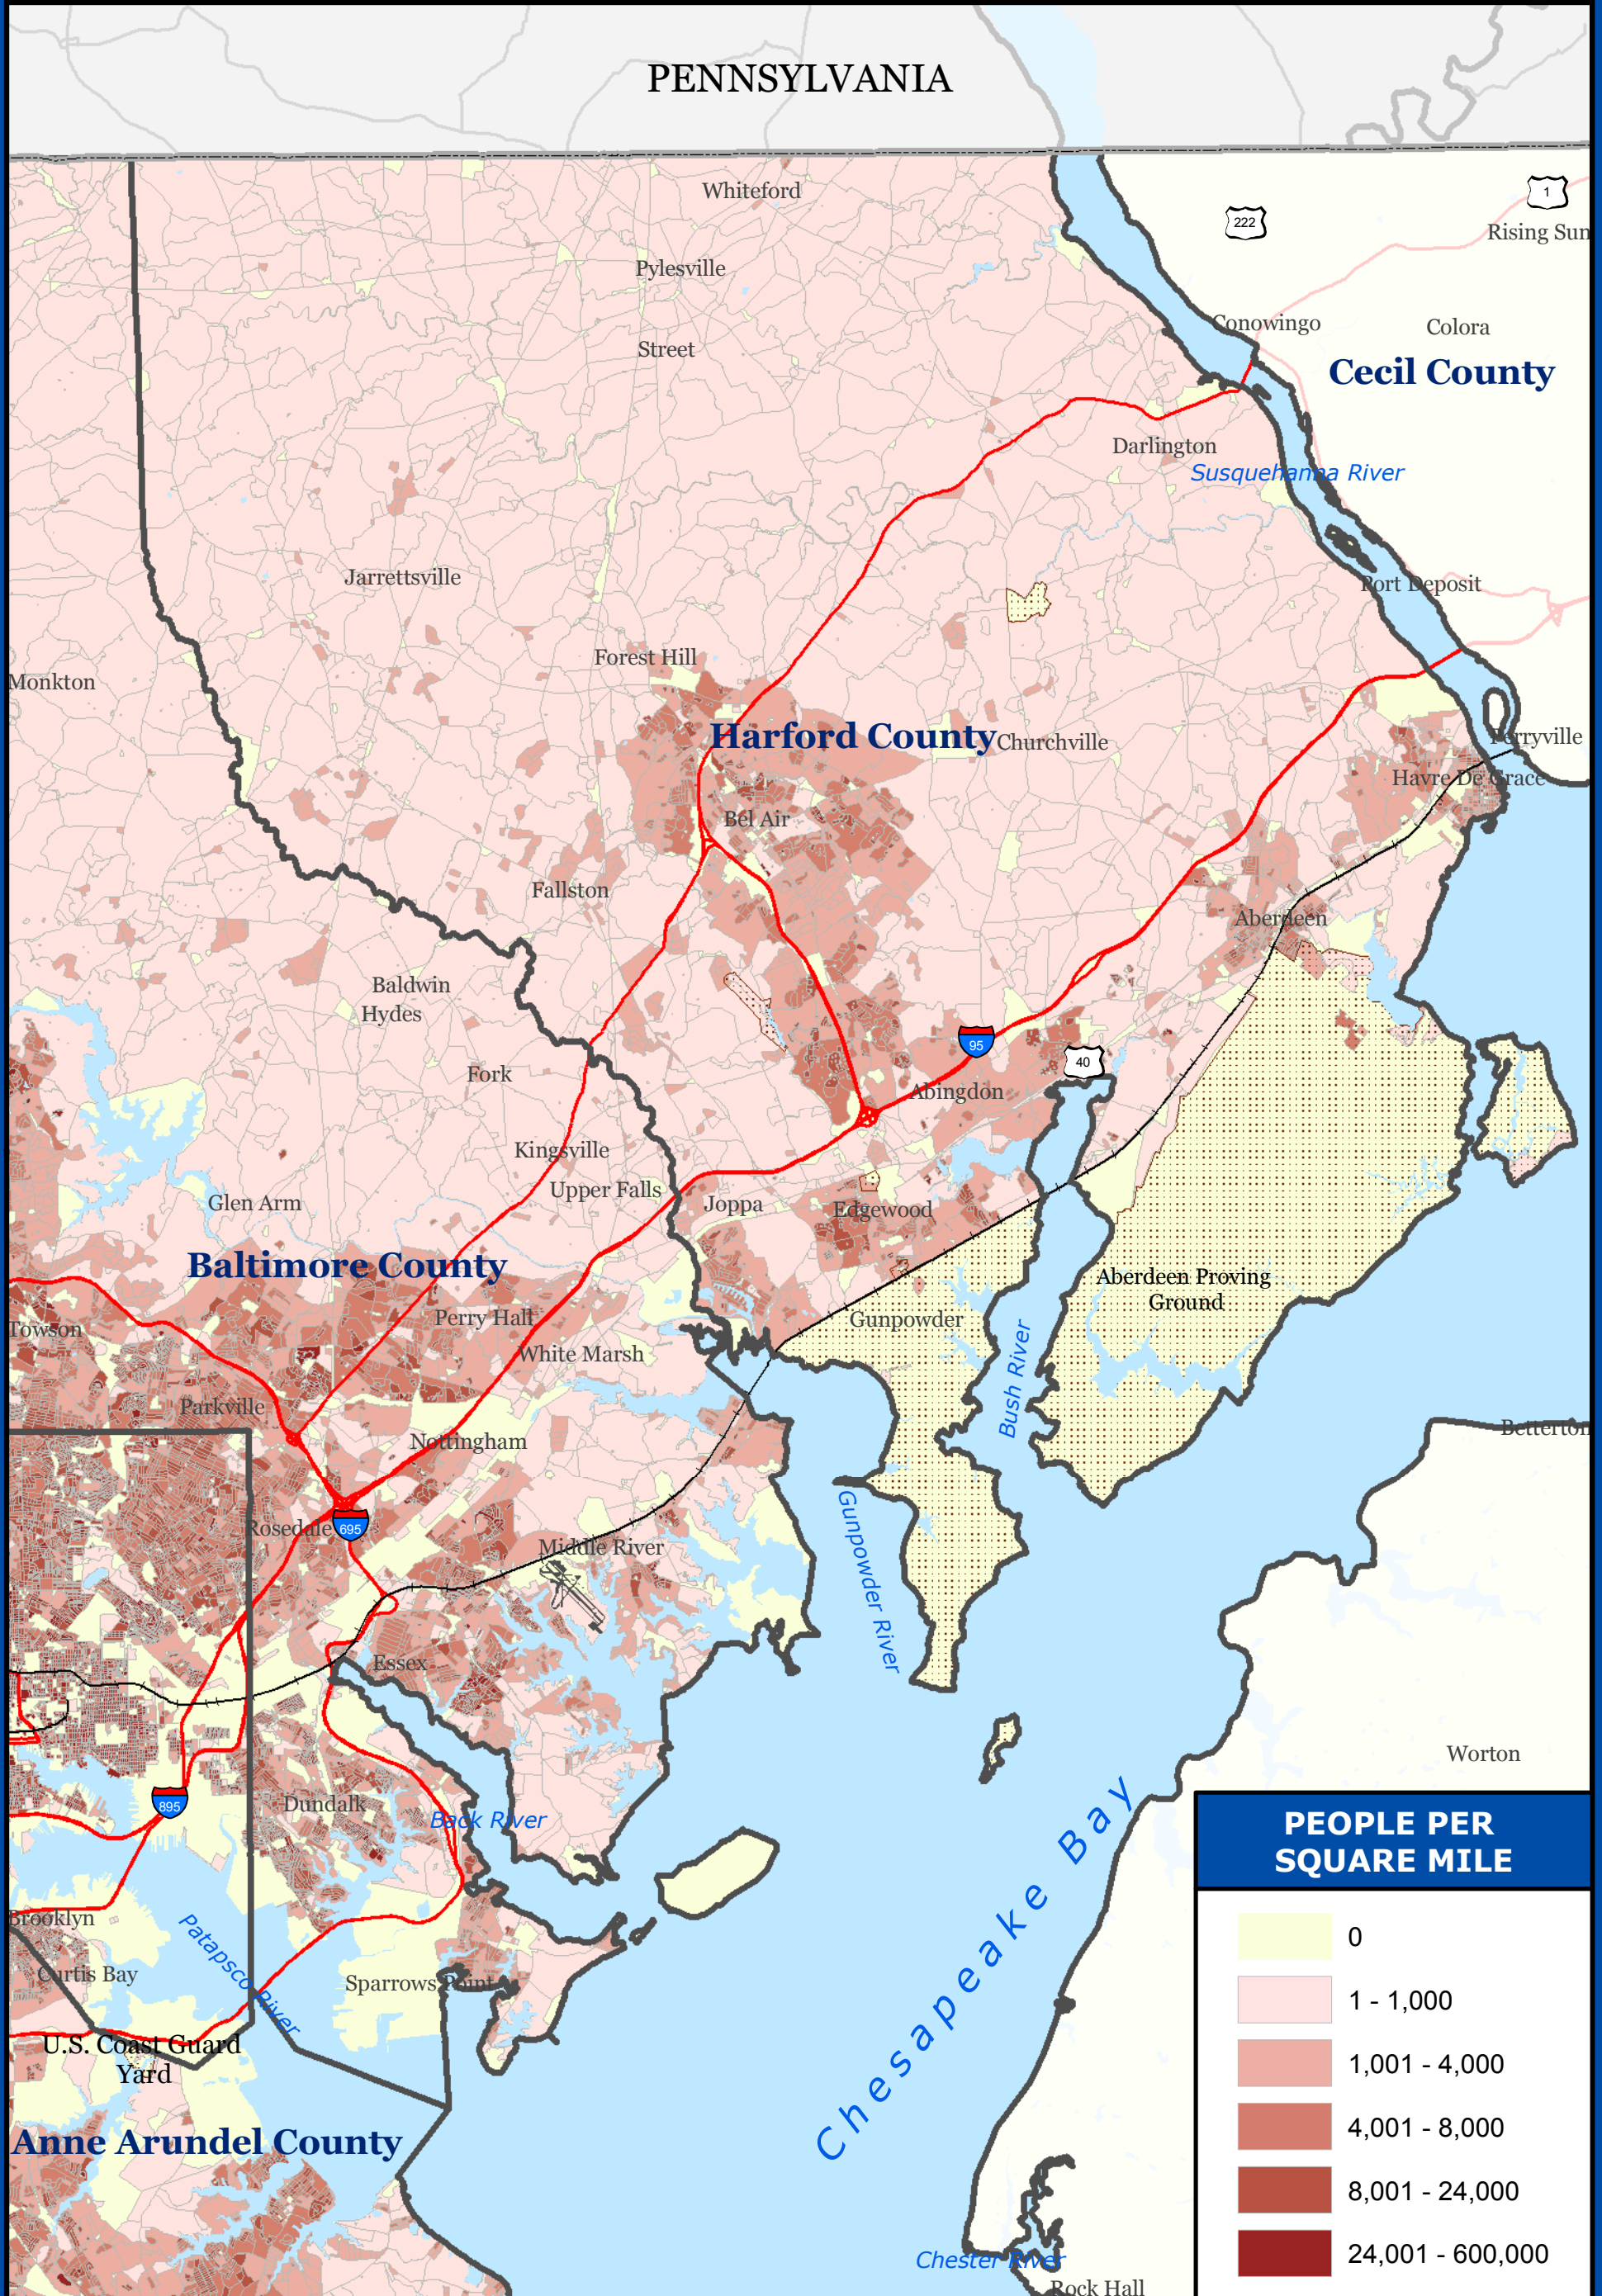 PENNSYLVANIA
Whiteford
1
222
Rising Sun
Pylesville
Conowingo
Colora
Street
Cecil County
Darlington
Susquehanna River
Jarrettsville
Port Deposit
Forest Hill
Monkton
Harford County
Churchville
Perryville
Havre De Grace
Bel Air
Fallston
Aberdeen
Baldwin
Hydes
95
40
Fork
Abingdon
Kingsville
Upper Falls
Glen Arm
Joppa
Edgewood
Baltimore County
Aberdeen Proving
Ground
Towson
Perry Hall
Gunpowder
White Marsh
Bush River
Parkville
Nottingham
Betterton
Gunpowder River
Rosedale
695
Middle River
Essex
Worton
895
Dundalk
Back River
Chesapeake Bay
Brooklyn
Patapsco River
Curtis Bay
Sparrows Point
U.S. Coast Guard
Yard
Anne Arundel County
Chester River
Rock Hall
PEOPLE PER
SQUARE MILE
0
1 - 1,000
1,001 - 4,000
4,001 - 8,000
8,001 - 24,000
24,001 - 600,000